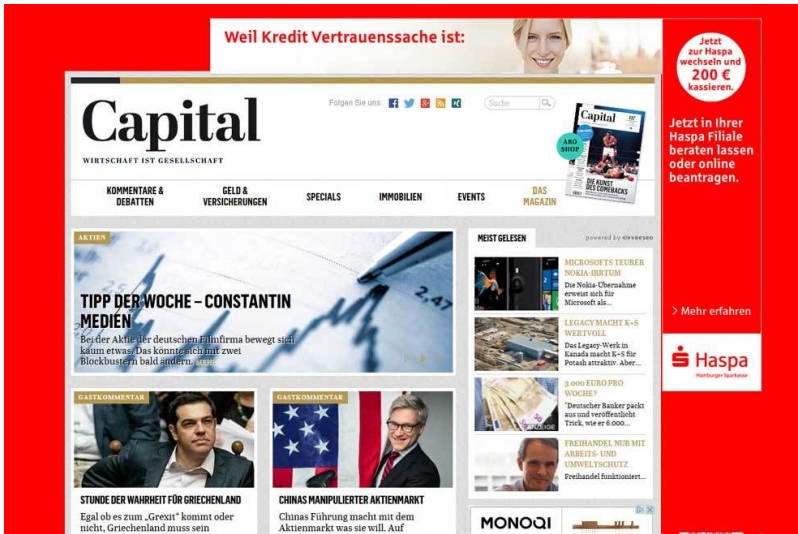 Weil Kredit Vertrauenssache ist:
Jetzt
zur Haspa
wechseln und
200 €
kassieren.
Jetzt in Ihrer
Haspa Filiale
beraten lassen
oder online
beantragen.
> Mehr erfahren
Haspa
Hamburger Sparkasse
Capital
WIRTSCHAFT IST GESELLSCHAFT
Folgen Sie uns:
Suche
ABO
SHOP
Capital
DIE KUNST
DES COMEBACKS
KOMMENTARE &
DEBATTEN
GELD &
VERSICHERUNGEN
SPECIALS
IMMOBILIEN
EVENTS
DAS
MAGAZIN
AKTIEN
2,47
TIPP DER WOCHE – CONSTANTIN
MEDIEN
Bei der Aktie der deutschen Filmfirma bewegt sich
kaum etwas. Das könnte sich mit zwei
Blockbustern bald ändern.
GASTKOMMENTAR
STUNDE DER WAHRHEIT FÜR GRIECHENLAND
Egal ob es zum „Grexit" kommt oder
nicht, Griechenland muss sein
GASTKOMMENTAR
CHINAS MANIPULIERTER AKTIENMARKT
Chinas Führung macht mit dem
Aktienmarkt was sie will. Auf
MEIST GELESEN
powered by
MICROSOFTS TEURER
NOKIA-IRRTUM
Die Nokia-Übernahme
erweist sich für
Microsoft als...
LEGACY MACHT K+S
WERTVOLL
Das Legacy-Werk in
Kanada macht K+S für
Potash attraktiv. Aber...
3.000 EURO PRO
WOCHE?
"Deutscher Banker packt
aus und veröffentlicht
Trick, wie er 6.000...
ANZEIGE
FREIHANDEL NUR MIT
ARBEITS- UND
UMWELTSCHUTZ
Freihandel funktioniert...
MONOQI